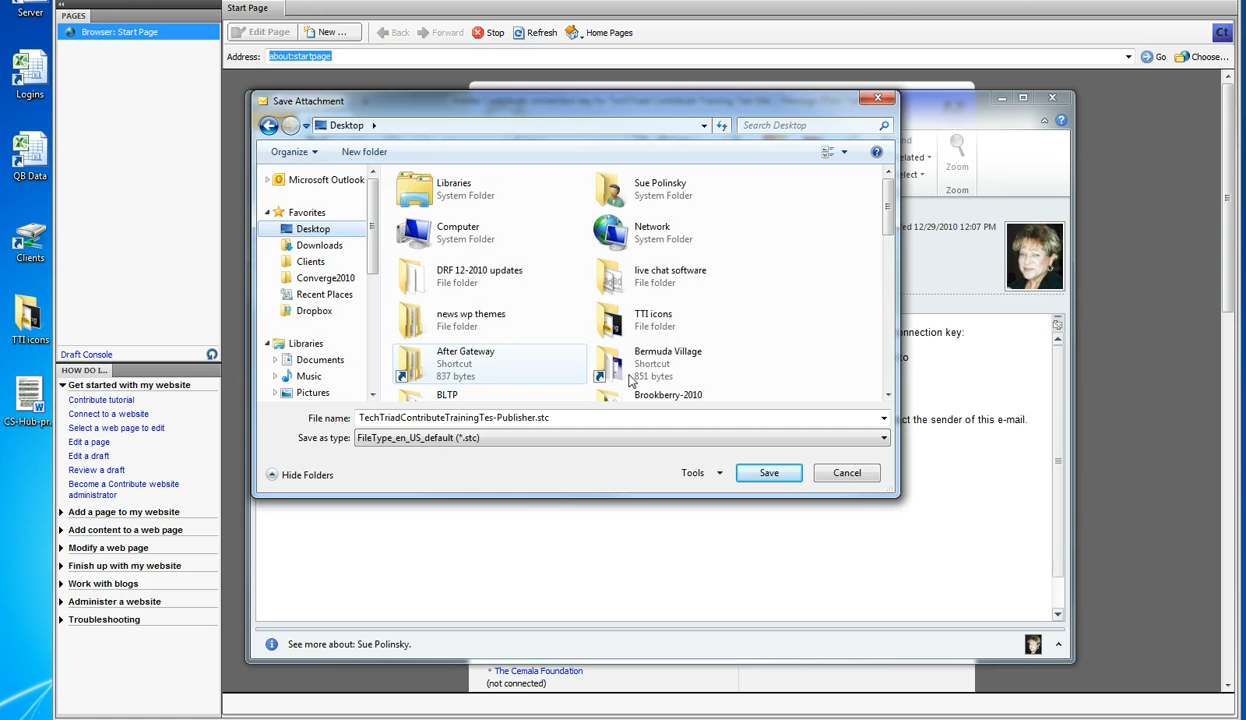 Server
Logins
QB Data
Clients
TTI icons
CS-Hub-pr
PAGES
Browser: Start Page
Draft Console
HOW DO I...
Get started with my website
Contribute tutorial
Connect to a website
Select a web page to edit
Edit a page
Edit a draft
Review a draft
Become a Contribute website
administrator
Add a page to my website
Add content to a web page
Modify a web page
Finish up with my website
Work with blogs
Administer a website
Troubleshooting
Start Page
Edit Page
New ...
Back
Forward
Stop
Refresh
Home Pages
Ct
Address:
about:startpage
Go
Choose...
Save Attachment
Desktop
Search Desktop
Organize
New folder
Microsoft Outlook
Favorites
Desktop
Downloads
Clients
Converge2010
Recent Places
Dropbox
Libraries
Documents
Music
Pictures
Libraries
System Folder
Sue Polinsky
System Folder
Computer
System Folder
Network
System Folder
DRF 12-2010 updates
File folder
live chat software
File folder
news wp themes
File folder
TTI icons
File folder
After Gateway
Shortcut
837 bytes
Bermuda Village
Shortcut
851 bytes
BLTP
Brookberry-2010
File name:
TechTriadContributeTrainingTes-Publisher.stc
Save as type:
FileType_en_US_default (*.stc)
Hide Folders
Tools
Save
Cancel
elated
elect
Zoom
Zoom
ed 12/29/2010 12:07 PM
nnection key:
o
ct the sender of this e-mail.
See more about: Sue Polinsky.
* The Cemala Foundation
(not connected)